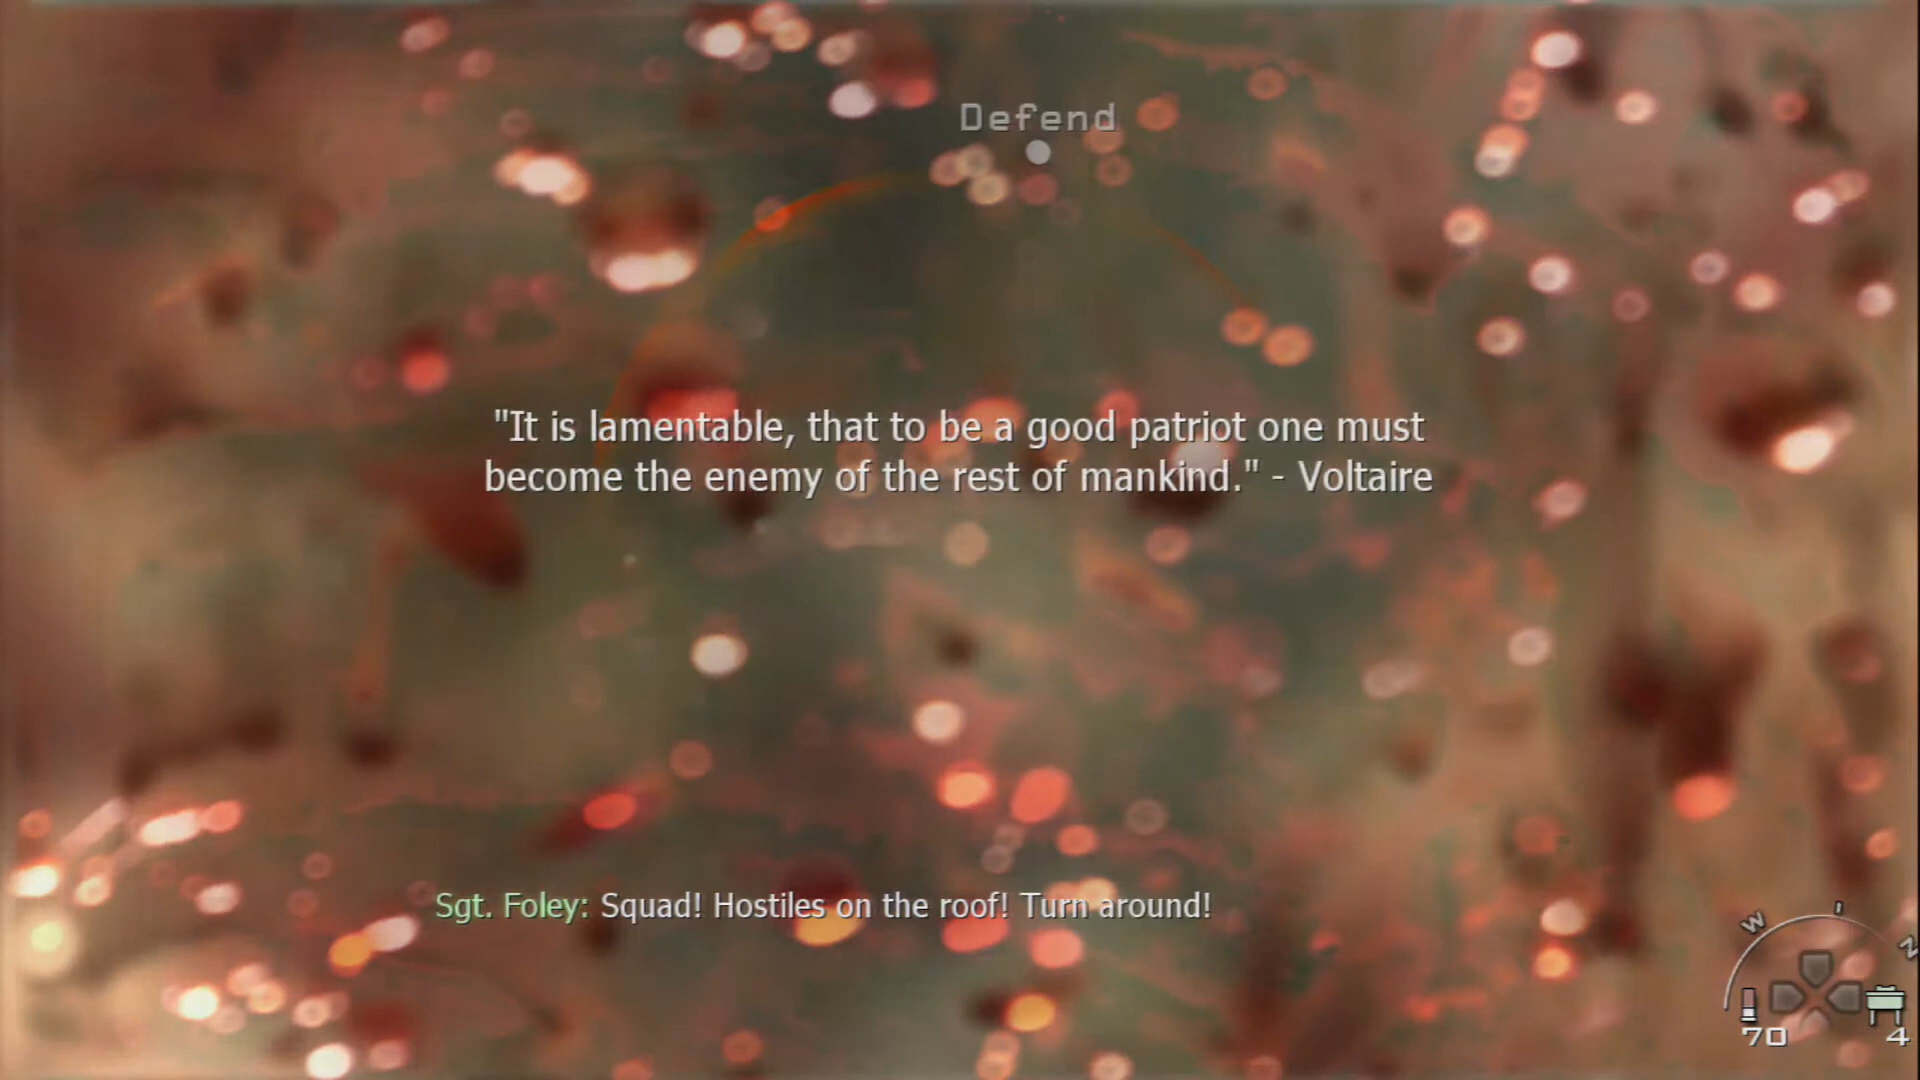 Defend
"It is lamentable, that to be a good patriot one must
become the enemy of the rest of mankind." - Voltaire
Sgt. Foley: Squad! Hostiles on the roof! Turn around!
W
N
70
4